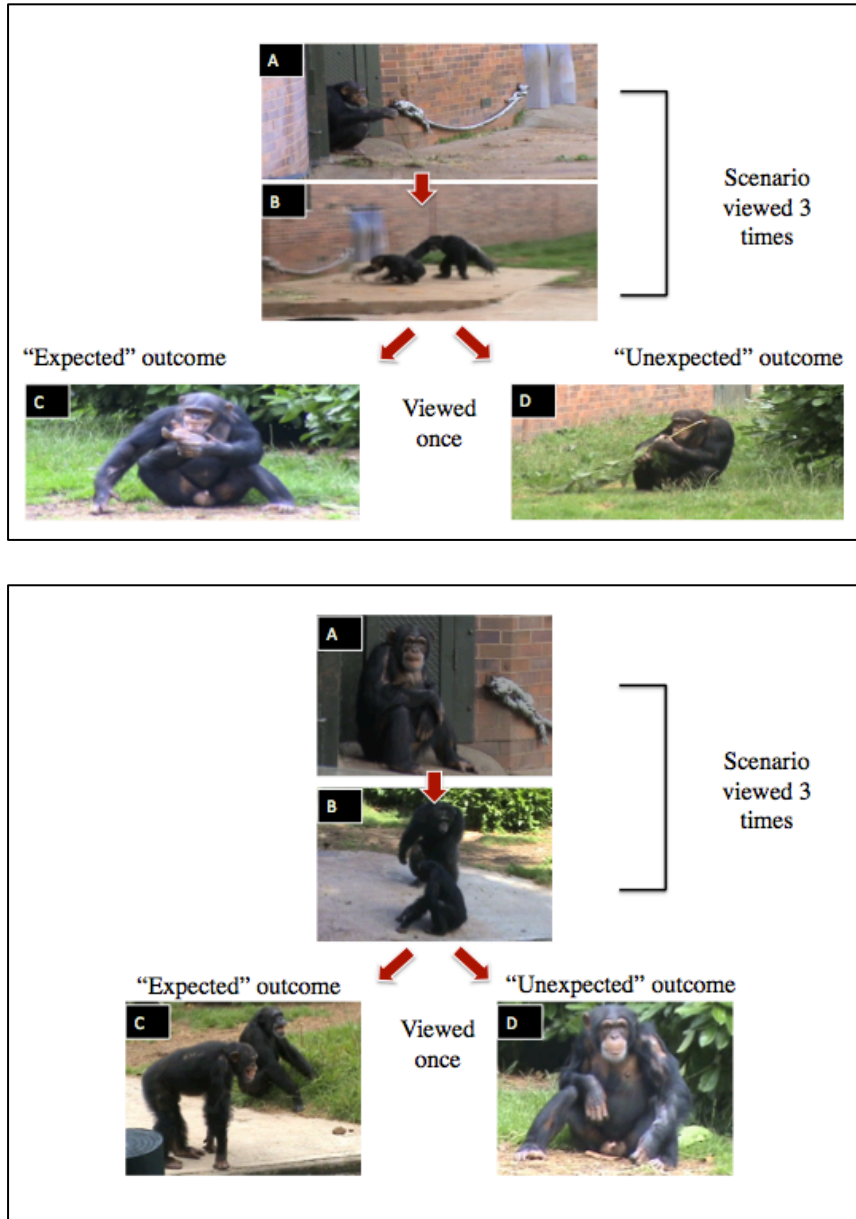 A
B
Scenario
viewed 3
times
“Expected” outcome
“Unexpected” outcome
C
Viewed
once
D
A
B
Scenario
viewed 3
times
“Expected” outcome
“Unexpected” outcome
C
Viewed
once
D